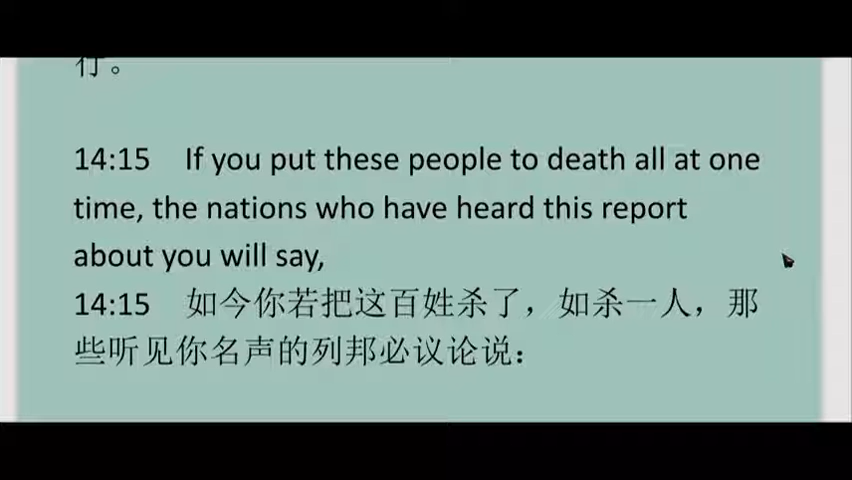 行。
14:15 If you put these people to death all at one
time, the nations who have heard this report
about you will say,
14:15 如今你若把这百姓杀了，如杀一人，那
些听见你名声的列邦必议论说：